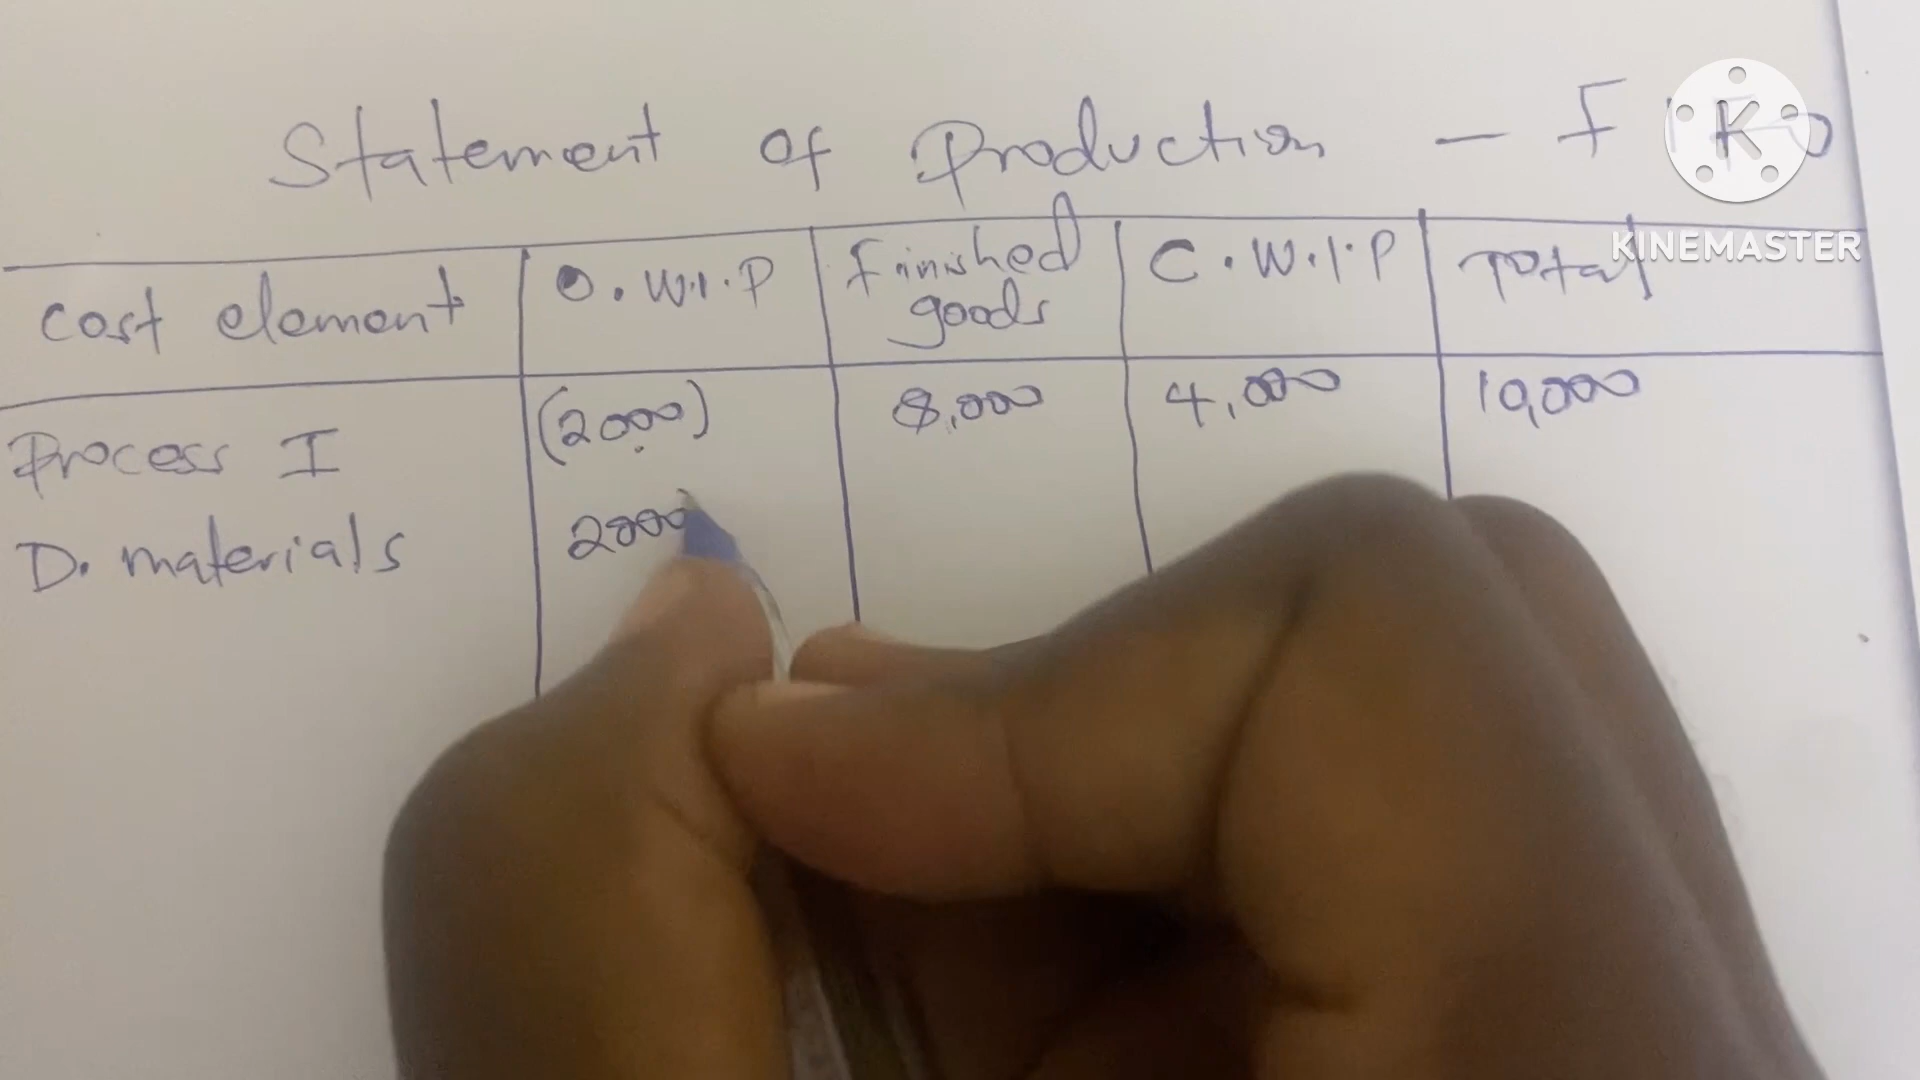 Statement of Production - FIFO
KINEMASTER
Cost element O.W.I.P Finished goods C.W.I.P Total
Process I (2000) 8,000 4,000 10,000
D. materials 2000